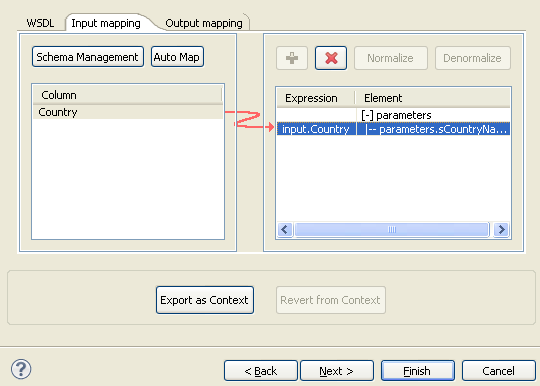 WSDL Input mapping Output mapping
Schema Management Auto Map Normalize Denormalize
Column
Country
Expression Element
[-] parameters
input.Country |-- parameters.sCountryNa...
Export as Context Revert from Context
? < Back Next > Finish Cancel